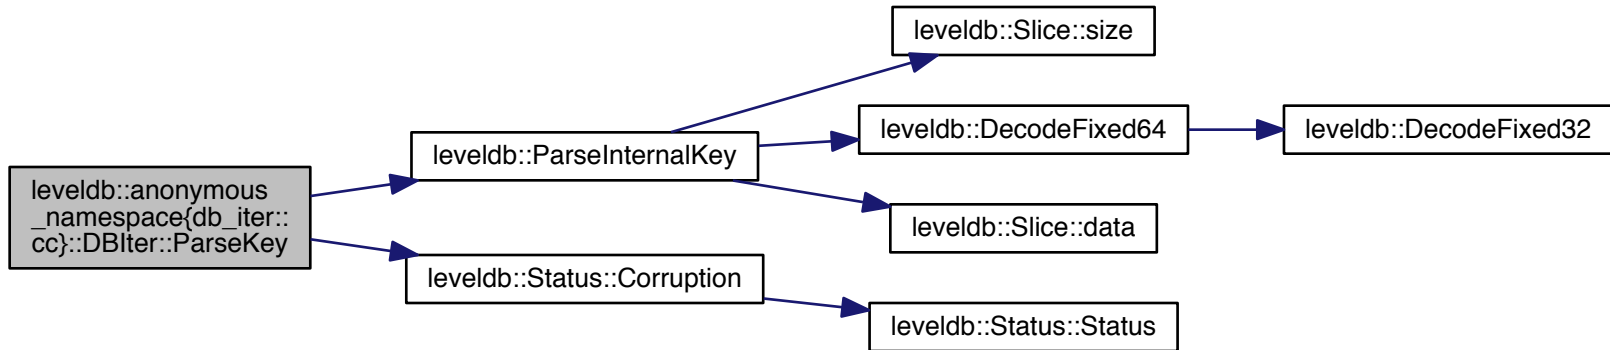 leveldb::anonymous
_namespace{db_iter::
cc}::DBIter::ParseKey
leveldb::ParseInternalKey
leveldb::Status::Corruption
leveldb::Slice::size
leveldb::DecodeFixed64
leveldb::Slice::data
leveldb::Status::Status
leveldb::DecodeFixed32